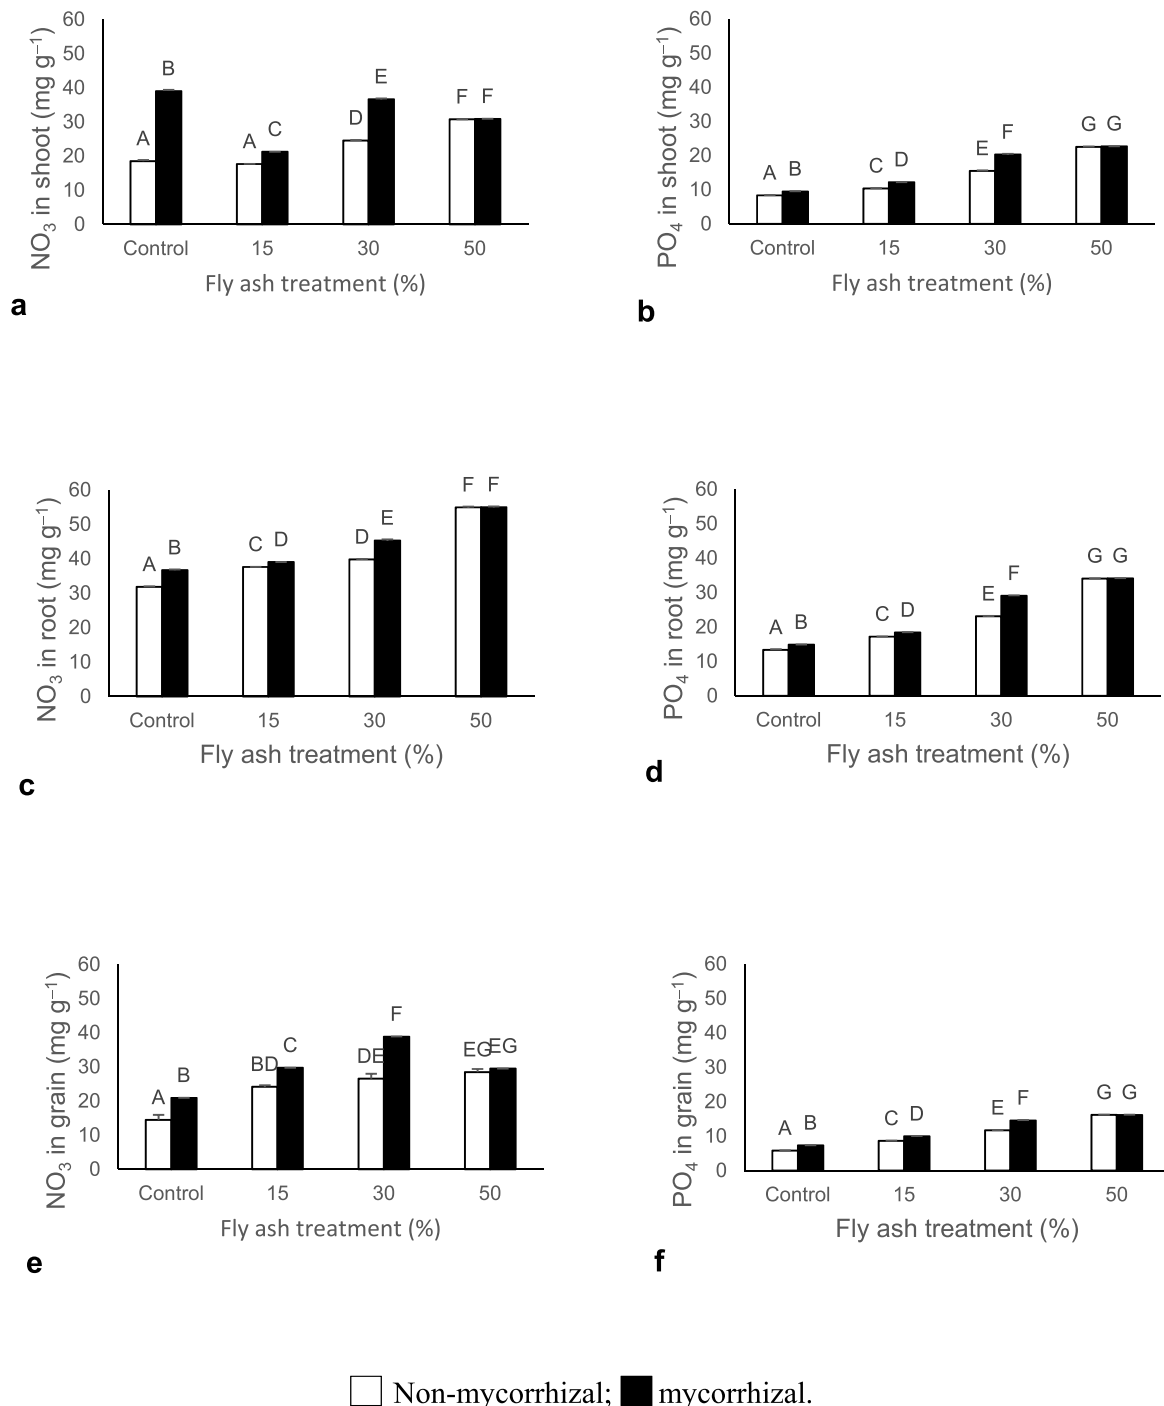 60
50
40
30
20
10
0
NO3 in shoot (mg g–1)
A B A C D E F F
Control 15 30 50
Fly ash treatment (%)
a
60
50
40
30
20
10
0
PO4 in shoot (mg g–1)
A B C D E F G G
Control 15 30 50
Fly ash treatment (%)
b
60
50
40
30
20
10
0
NO3 in root (mg g–1)
A B C D D E F F
Control 15 30 50
Fly ash treatment (%)
c
60
50
40
30
20
10
0
PO4 in root (mg g–1)
A B C D E F G G
Control 15 30 50
Fly ash treatment (%)
d
60
50
40
30
20
10
0
NO3 in grain (mg g–1)
A B BD C DE F EG EG
Control 15 30 50
Fly ash treatment (%)
e
60
50
40
30
20
10
0
PO4 in grain (mg g–1)
A B C D E F G G
Control 15 30 50
Fly ash treatment (%)
f
Non-mycorrhizal; mycorrhizal.